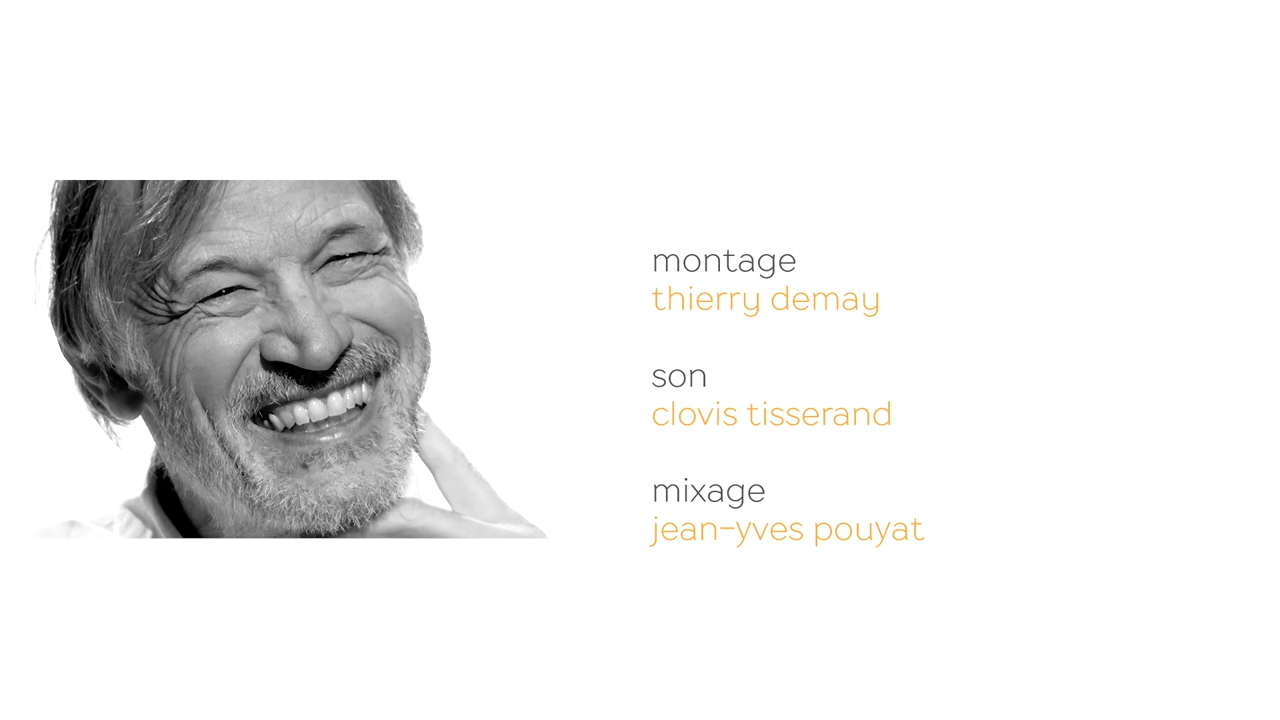 montage
thierry demay
son
clovis tisserand
mixage
jean-yves pouyat